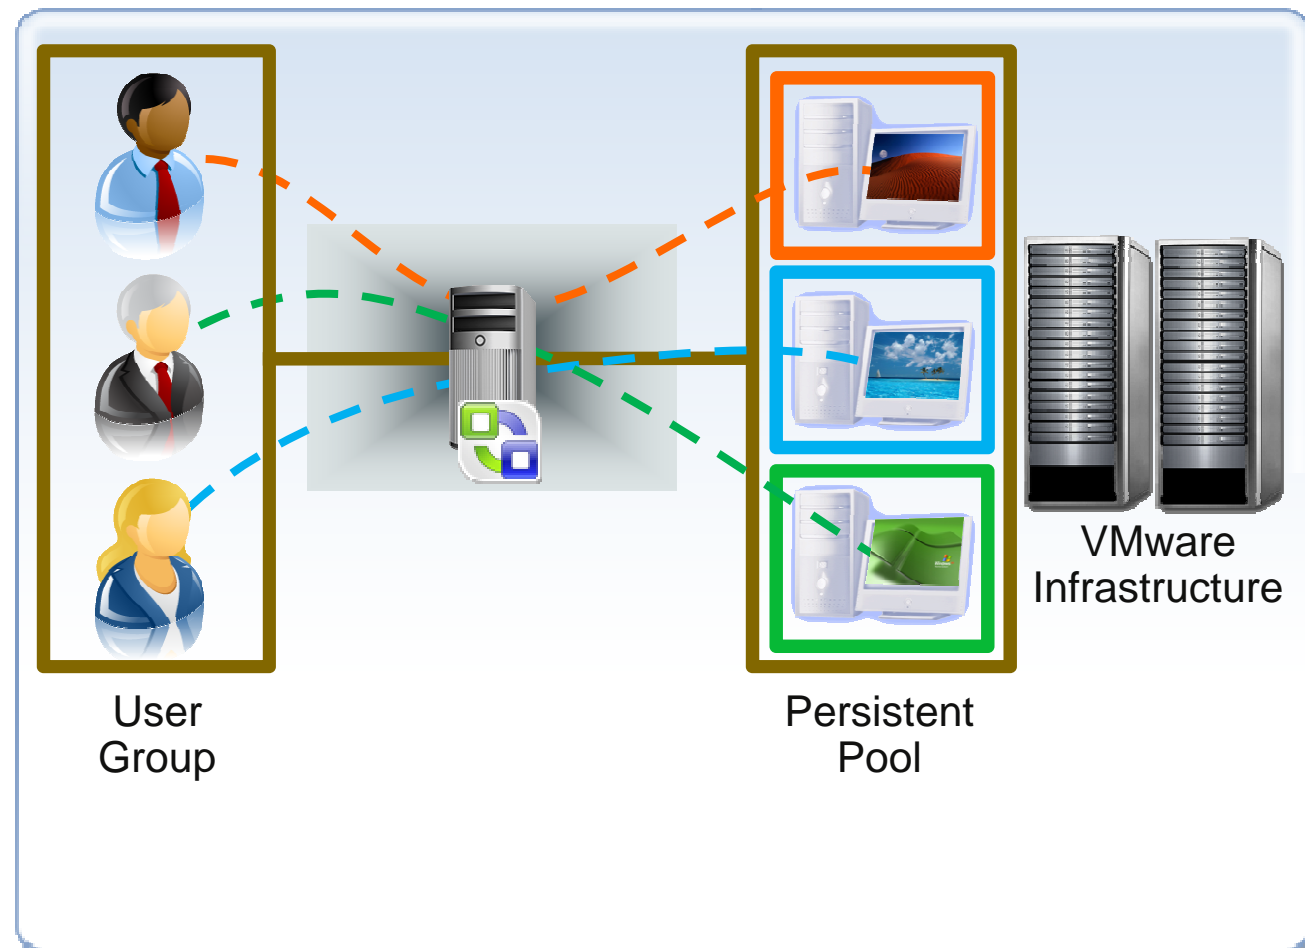 User
Group
Persistent
Pool
VMware
Infrastructure